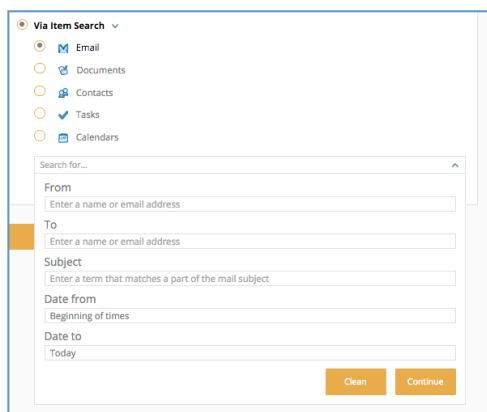 Via Item Search
Email
Documents
Contacts
Tasks
Calendars
Search for...
From
Enter a name or email address
To
Enter a name or email address
Subject
Enter a term that matches a part of the mail subject
Date from
Beginning of times
Date to
Today
Clean Continue